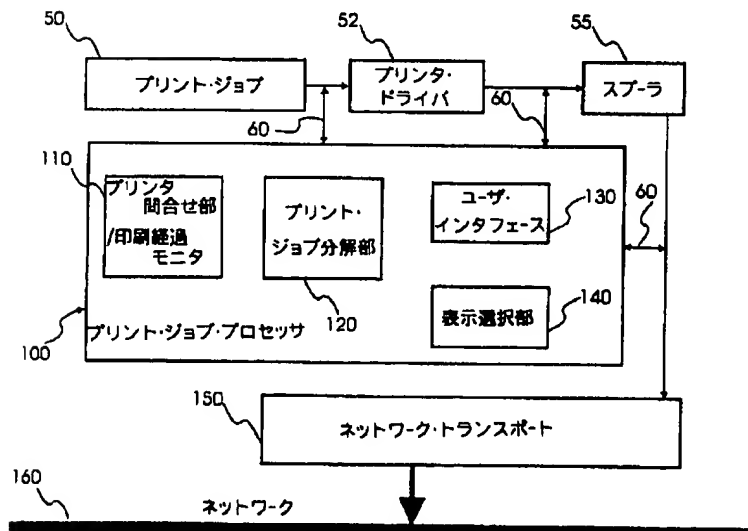 50
52
55
プリント・ジョブ
プリンタ・
ドライバ
スプーラ
60
60
110
プリンタ
問合せ部
/印刷経過
モニタ
プリント・
ジョブ分解部
ユーザ・
インタフェース
130
60
120
表示選択部
140
100
プリント・ジョブ・プロセッサ
150
ネットワーク・トランスポート
160
ネットワーク